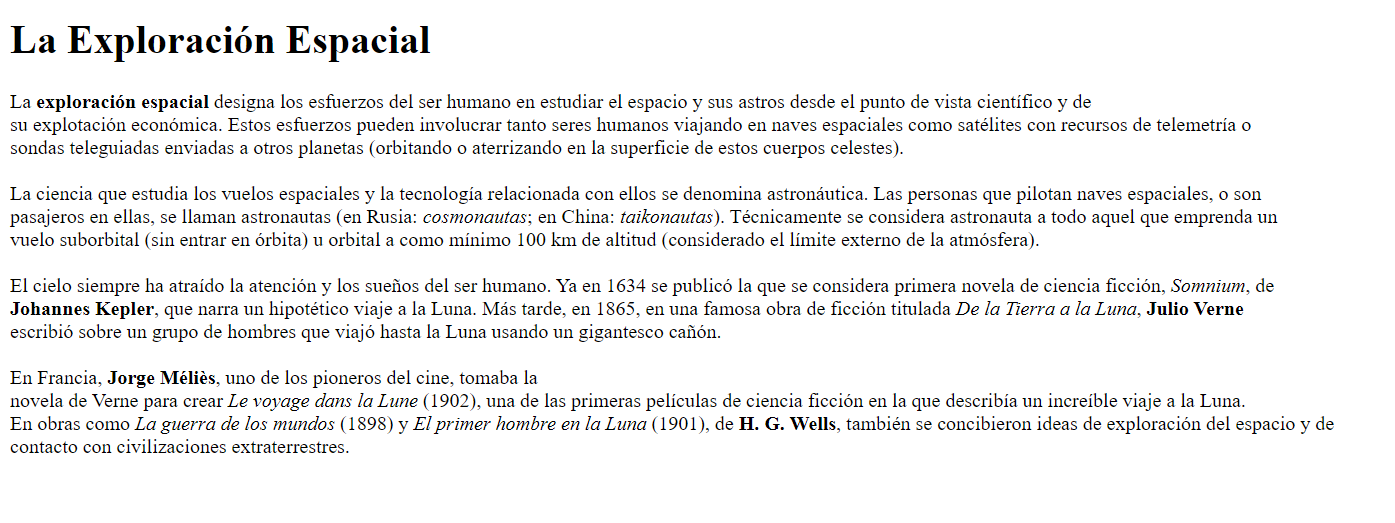 La Exploración Espacial
La exploración espacial designa los esfuerzos del ser humano en estudiar el espacio y sus astros desde el punto de vista científico y de
su explotación económica. Estos esfuerzos pueden involucrar tanto seres humanos viajando en naves espaciales como satélites con recursos de telemetría o
sondas teleguiadas enviadas a otros planetas (orbitando o aterrizando en la superficie de estos cuerpos celestes).
La ciencia que estudia los vuelos espaciales y la tecnología relacionada con ellos se denomina astronáutica. Las personas que pilotan naves espaciales, o son
pasajeros en ellas, se llaman astronautas (en Rusia: cosmonautas; en China: taikonautas). Técnicamente se considera astronauta a todo aquel que emprenda un
vuelo suborbital (sin entrar en órbita) u orbital a como mínimo 100 km de altitud (considerado el límite externo de la atmósfera).
El cielo siempre ha atraído la atención y los sueños del ser humano. Ya en 1634 se publicó la que se considera primera novela de ciencia ficción, Somnium, de
Johannes Kepler, que narra un hipotético viaje a la Luna. Más tarde, en 1865, en una famosa obra de ficción titulada De la Tierra a la Luna, Julio Verne
escribió sobre un grupo de hombres que viajó hasta la Luna usando un gigantesco cañón.
En Francia, Jorge Méliès, uno de los pioneros del cine, tomaba la
novela de Verne para crear Le voyage dans la Lune (1902), una de las primeras películas de ciencia ficción en la que describía un increíble viaje a la Luna.
En obras como La guerra de los mundos (1898) y El primer hombre en la Luna (1901), de H. G. Wells, también se concibieron ideas de exploración del espacio y de
contacto con civilizaciones extraterrestres.